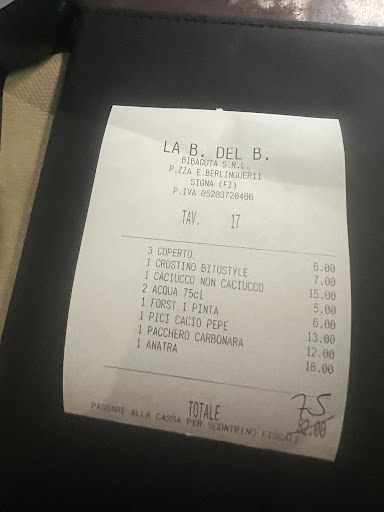 LA B. DEL B.
BIBAGUTA S.R.L.
P.ZZA E.BERLINGUER11
SIGNA (FI)
P.IVA 05203720486
TAV. 17
3 COPERTO 6.00
1 CROSTINO BITOSTYLE 7.00
1 CACIUCCO NON CACIUCCO 15.00
2 ACQUA 75cl 5.00
1 FORST 1 PINTA 6.00
1 PICI CACIO PEPE 13.00
1 PACCHERO CARBONARA 12.00
1 ANATRA 18.00
75
TOTALE 82.00
PASSARE ALLA CASSA PER SCONTRINO FISCALE